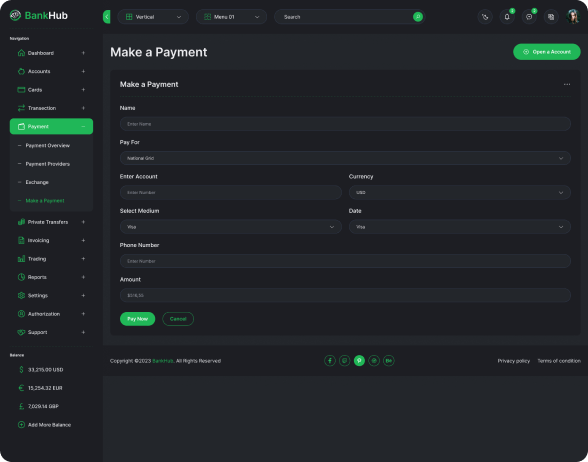 BankHub
Vertical
Menu 01
Search
3
5
Navigation
Dashboard
Accounts
Cards
Transection
Payment
Payment Overview
Payment Providers
Exchange
Make a Payment
Private Transfers
Invoicing
Trading
Reports
Settings
Authorization
Support
Balance
$ 33,215.00 USD
€ 15,254.32 EUR
£ 7,029.14 GBP
Add More Balance
Make a Payment
Open a Account
Make a Payment
Name
Enter Name
Pay For
National Grid
Enter Account
Currency
Enter Number
USD
Select Medium
Date
Visa
Visa
Phone Number
Enter Number
Amount
Pay Now
Cancel
Copyright ©2023 BankHub. All Rights Reserved
Bē
Privacy policy
Terms of condition